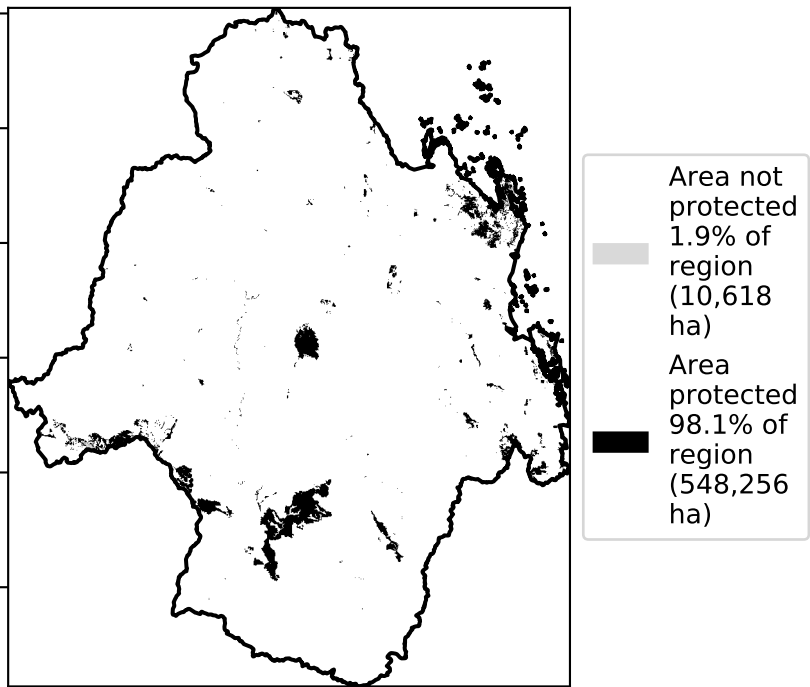 Area not
protected
1.9% of
region
(10,618
ha)
Area
protected
98.1% of
region
(548,256
ha)